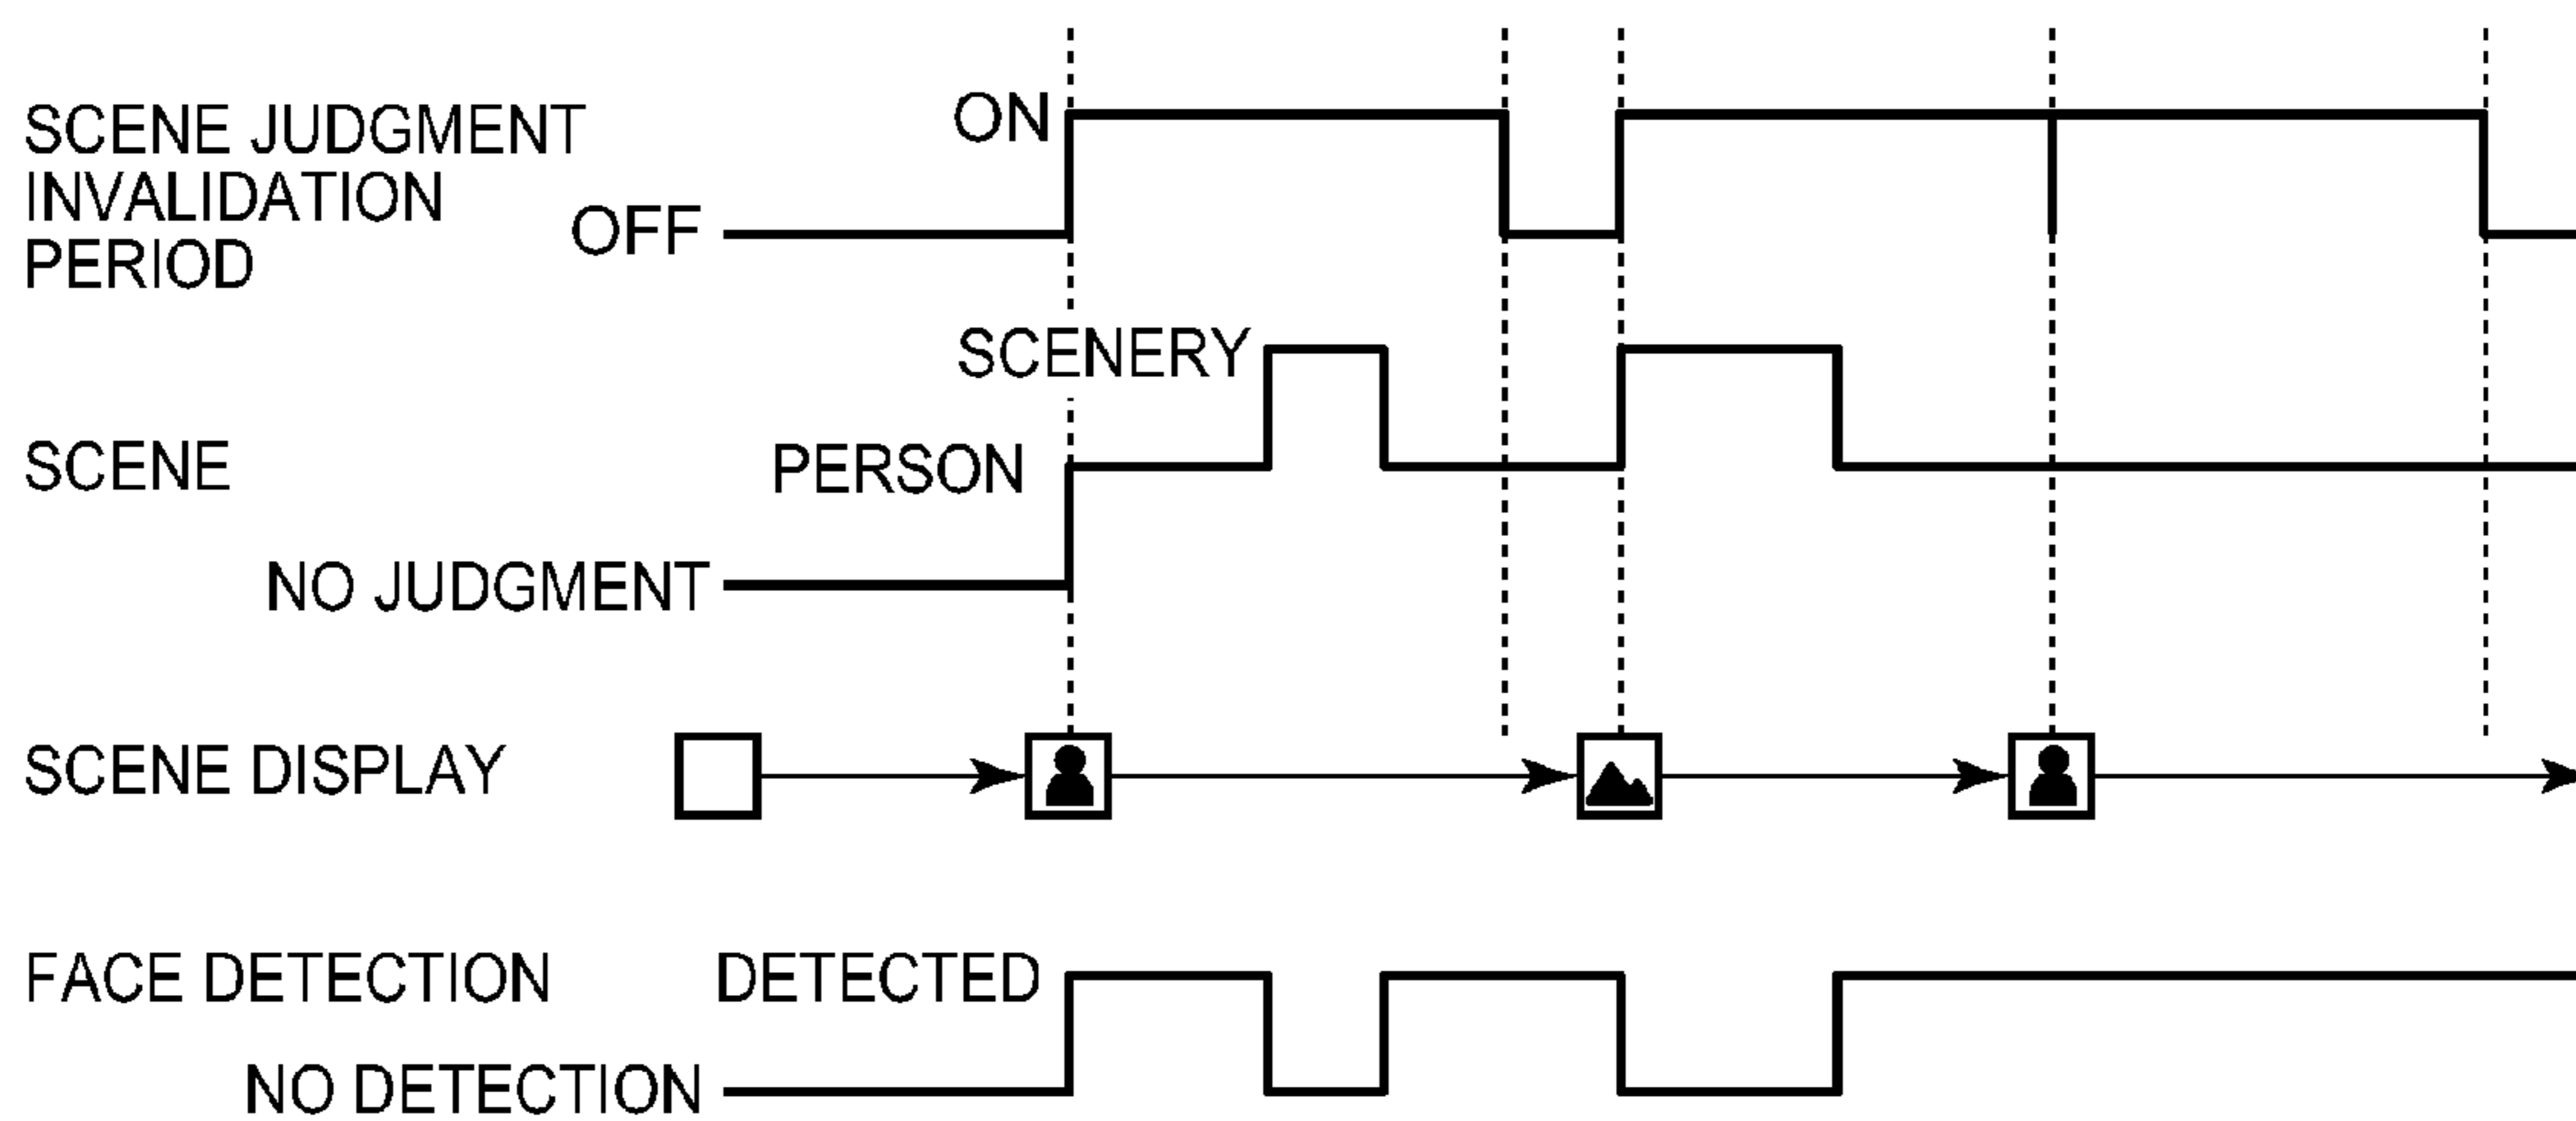 SCENE JUDGMENT
INVALIDATION
PERIOD
ON
OFF
SCENERY
SCENE
PERSON
NO JUDGMENT
SCENE DISPLAY
FACE DETECTION
DETECTED
NO DETECTION